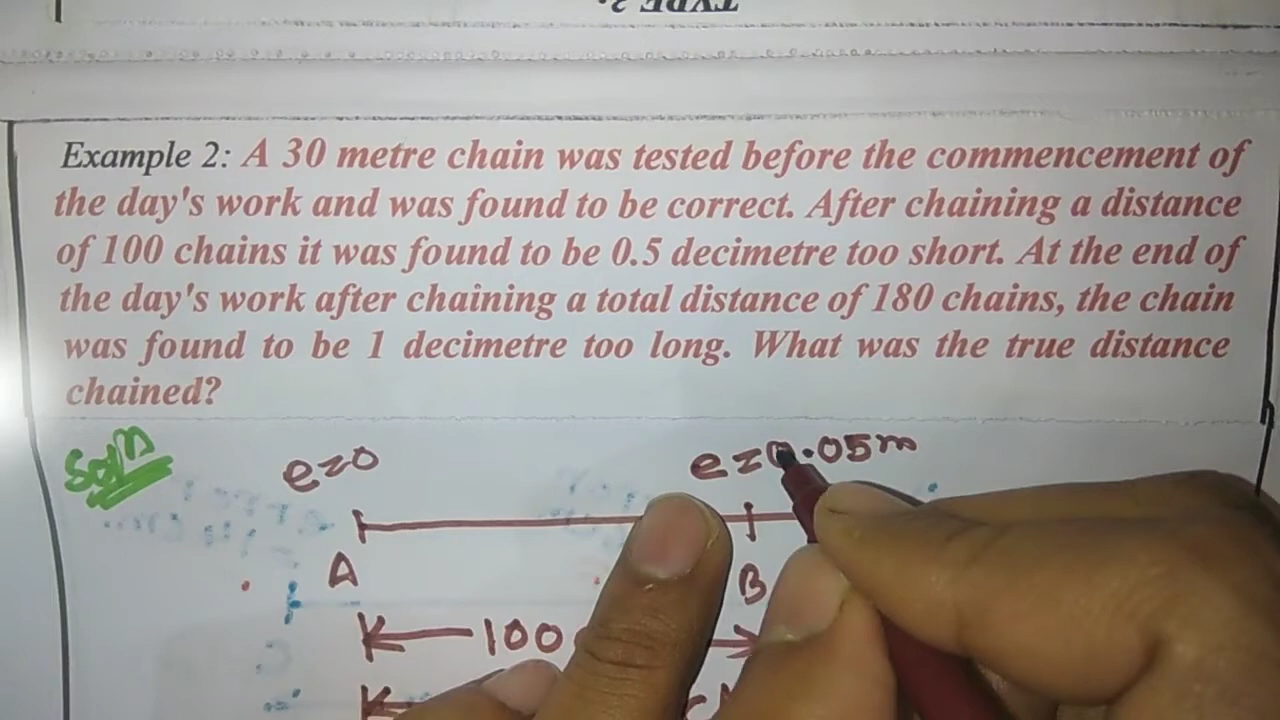 TYPE 2.
Example 2: A 30 metre chain was tested before the commencement of
the day's work and was found to be correct. After chaining a distance
of 100 chains it was found to be 0.5 decimetre too short. At the end of
the day's work after chaining a total distance of 180 chains, the chain
was found to be 1 decimetre too long. What was the true distance
chained?
Soln
e=0
e=0.05m
A
B
100